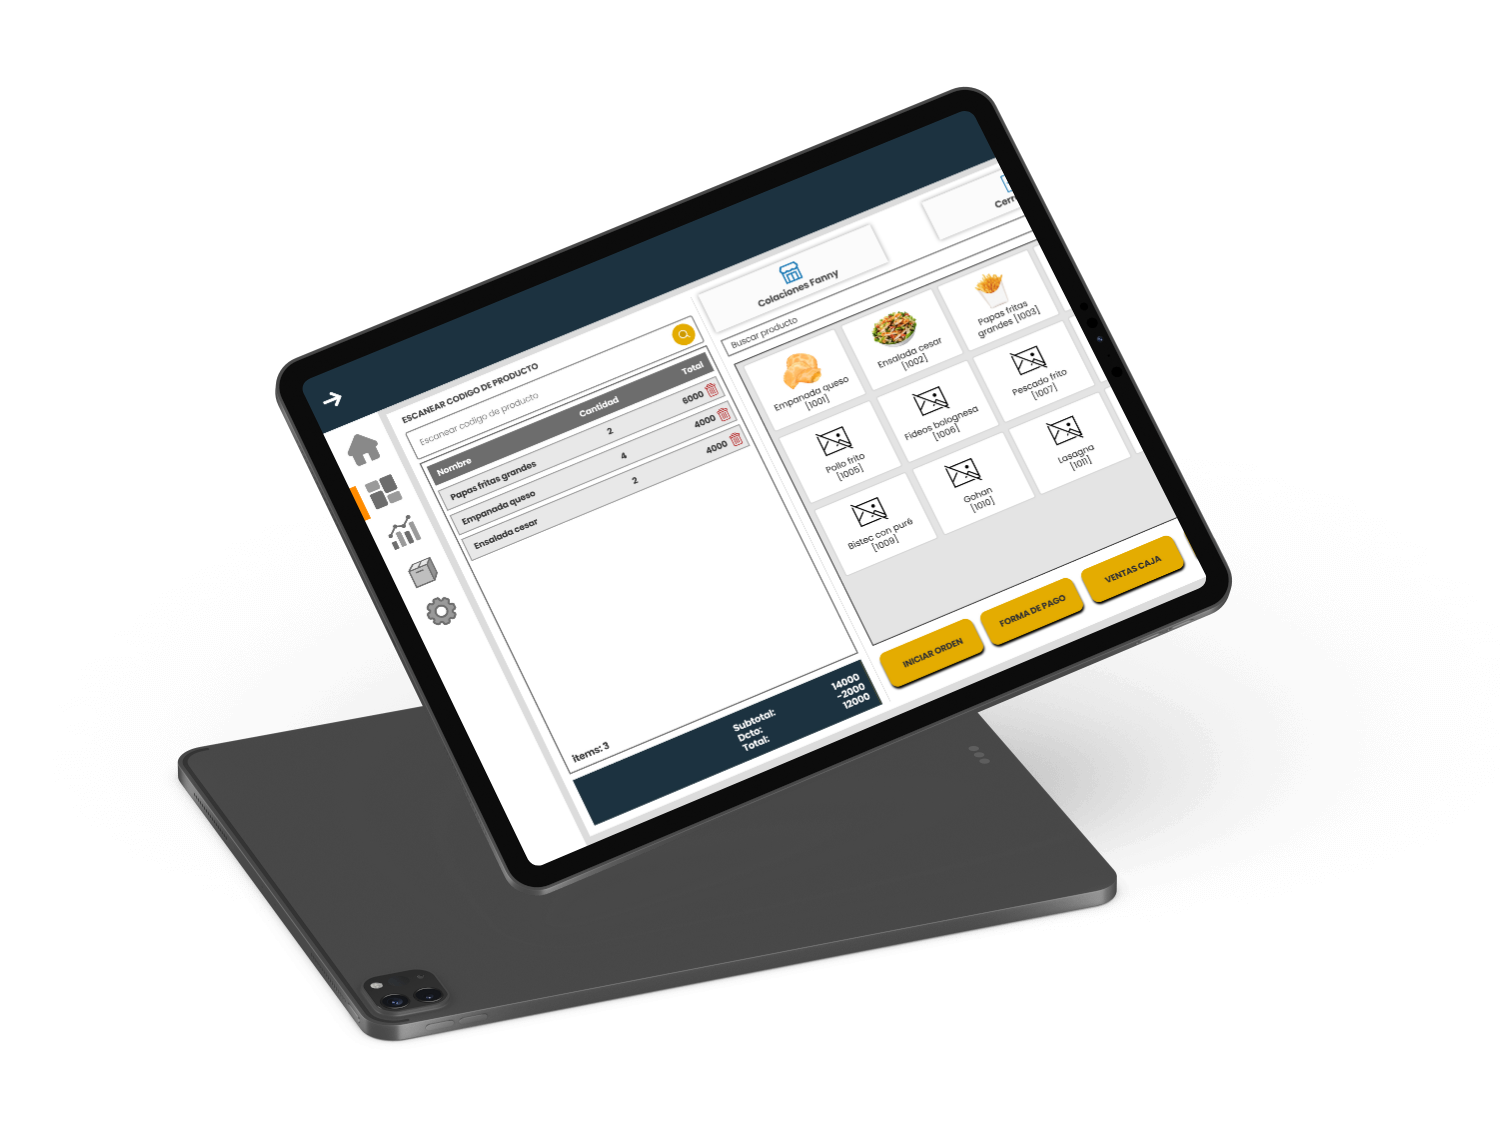 ESCANEAR CODIGO DE PRODUCTO
Escanear codigo de producto
Nombre Cantidad Total
Papas fritas grandes 2 6000
Empanada queso 4 4000
Ensalada cesar 2 4000
items: 3
Subtotal: 14000
Dcto: -2000
Total: 12000
Colaciones Fanny
Buscar producto
Empanada queso
[1001]
Ensalada cesar
[1002]
Papas fritas
grandes [1003]
Pollo frito
[1005]
Fideos bolognesa
[1006]
Pescado frito
[1007]
Bistec con puré
[1009]
Gohan
[1010]
Lasagna
[1011]
INICIAR ORDEN
FORMA DE PAGO
VENTAS CAJA